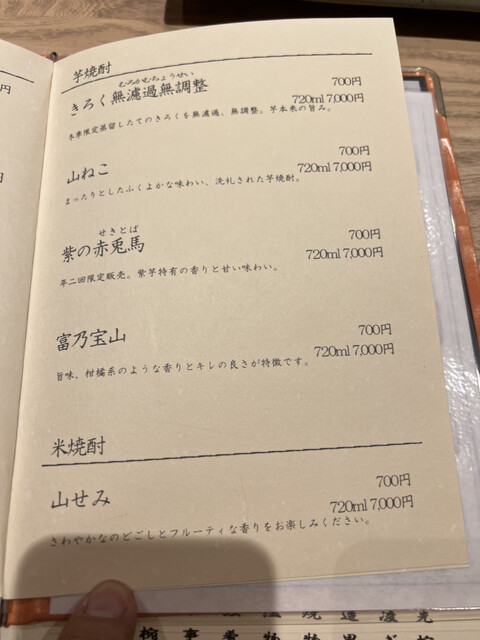 芋焼酎
むろかむちょうせい
きろく無濾過無調整 700円
720ml 7,000円
冬季限定蒸留したてのきろくを無濾過、無調整。芋本来の旨み。
山ねこ 700円
720ml 7,000円
まったりとしたふくよかな味わい、洗礼された芋焼酎。
せきとば
紫の赤兎馬 700円
720ml 7,000円
年二回限定販売。紫芋特有の香りと甘い味わい。
富乃宝山 700円
720ml 7,000円
旨味、柑橘系のような香りとキレの良さが特徴です。
米焼酎
山せみ 700円
720ml 7,000円
さわやかなのどごしとフルーティな香りをお楽しみください。
円